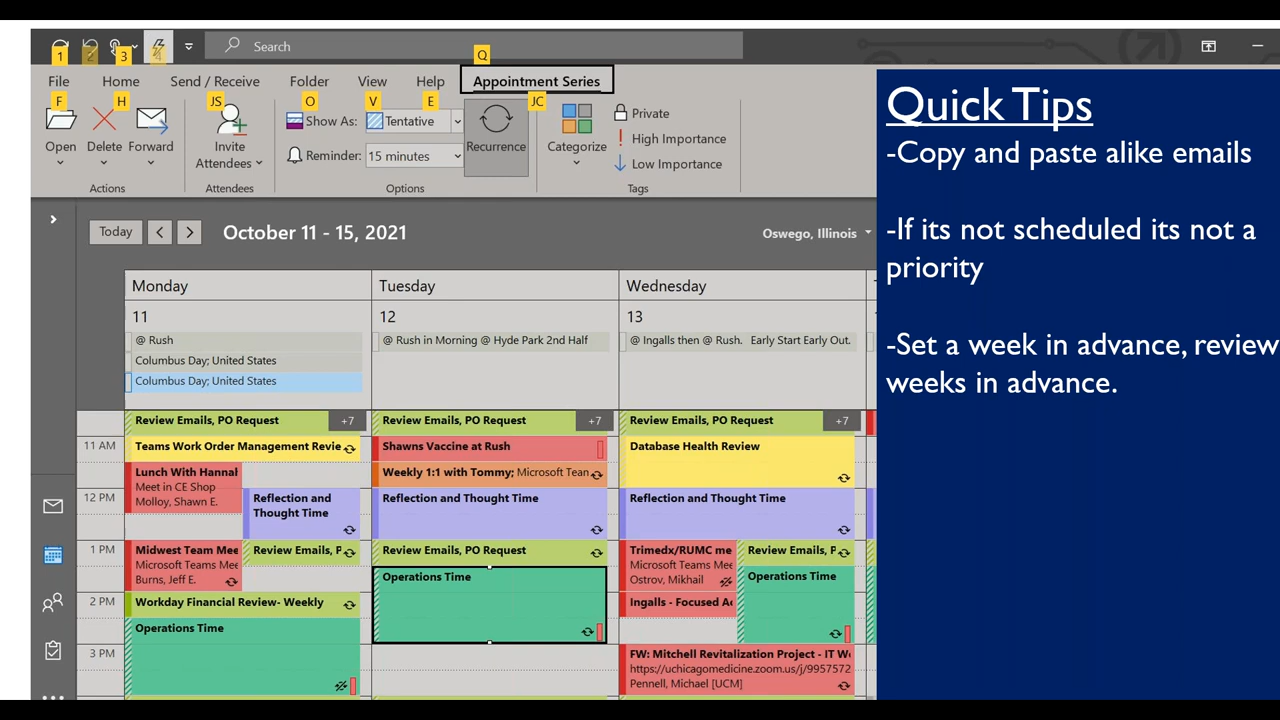 Search
1
2
3
4
Q
File
Home
Send / Receive
Folder
View
Help
Appointment Series
F
H
JS
O
V
E
JC
Open
Delete
Forward
Invite
Attendees
Show As:
Tentative
Reminder:
15 minutes
Recurrence
Categorize
Private
High Importance
Low Importance
Actions
Attendees
Options
Tags
Today
October 11 - 15, 2021
Oswego, Illinois
Monday
Tuesday
Wednesday
11
12
13
@ Rush
Columbus Day; United States
Columbus Day; United States
@ Rush in Morning @ Hyde Park 2nd Half
@ Ingalls then @ Rush. Early Start Early Out.
11 AM
12 PM
1 PM
2 PM
3 PM
Review Emails, PO Request
+7
Teams Work Order Management Revie
Lunch With Hannah
Meet in CE Shop
Molloy, Shawn E.
Reflection and
Thought Time
Midwest Team Mee
Microsoft Teams Mee
Burns, Jeff E.
Review Emails, P
Workday Financial Review- Weekly
Operations Time
Review Emails, PO Request
+7
Shawns Vaccine at Rush
Weekly 1:1 with Tommy; Microsoft Tean
Reflection and Thought Time
Review Emails, PO Request
Operations Time
Review Emails, PO Request
+7
Database Health Review
Reflection and Thought Time
Trimedx/RUMC me
Microsoft Teams Mee
Ostrov, Mikhail
Review Emails, P
Ingalls - Focused Ac
Operations Time
FW: Mitchell Revitalization Project - IT We
https://uchicagomedicine.zoom.us/j/9957572
Pennell, Michael [UCM]
Quick Tips
-Copy and paste alike emails
-If its not scheduled its not a
priority
-Set a week in advance, review
weeks in advance.